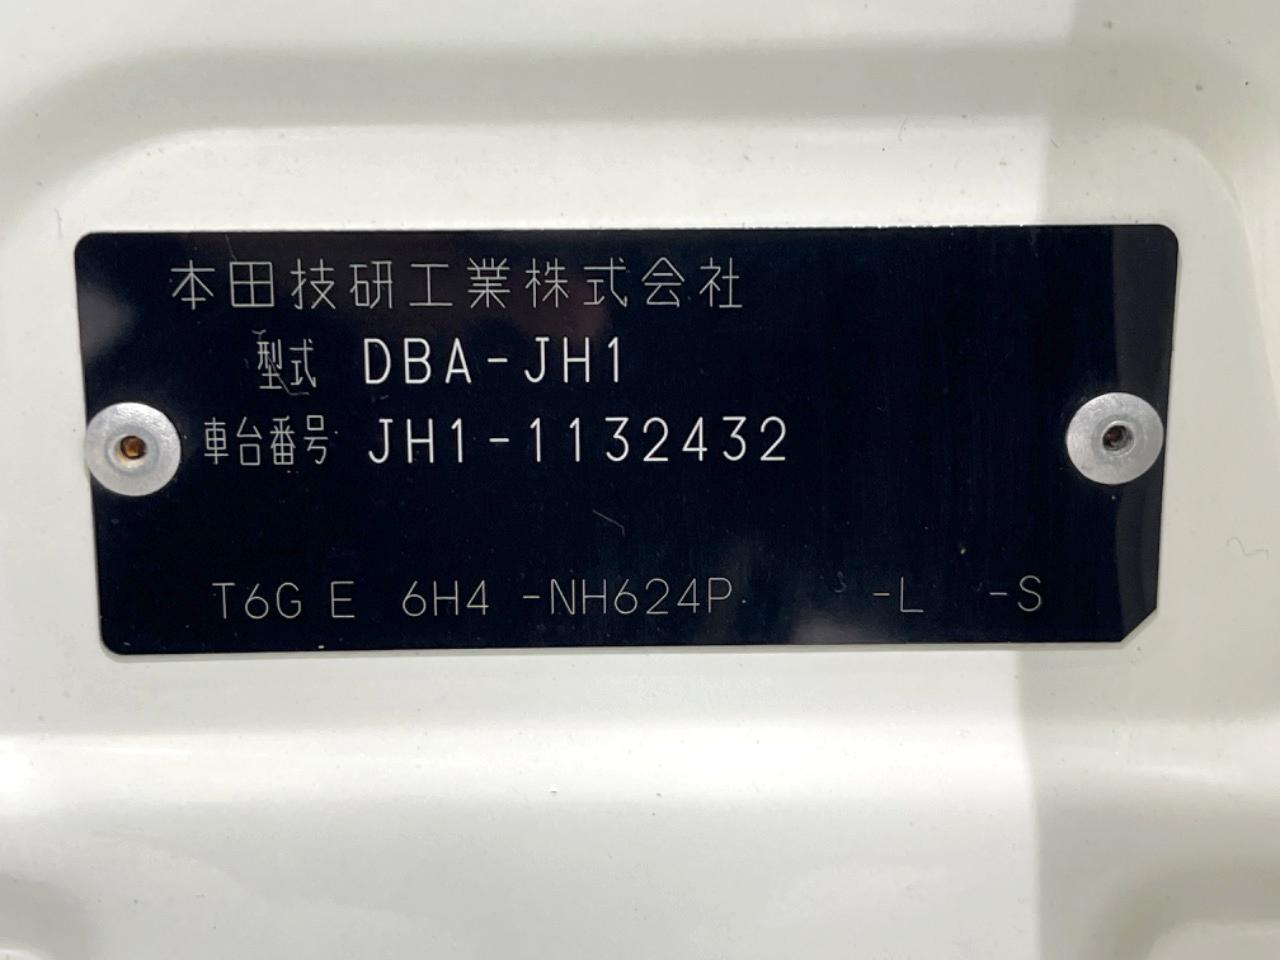 本田技研工業株式会社
型式 DBA-JH1
車台番号 JH1-1132432
T6G E 6H4 -NH624P -L -S